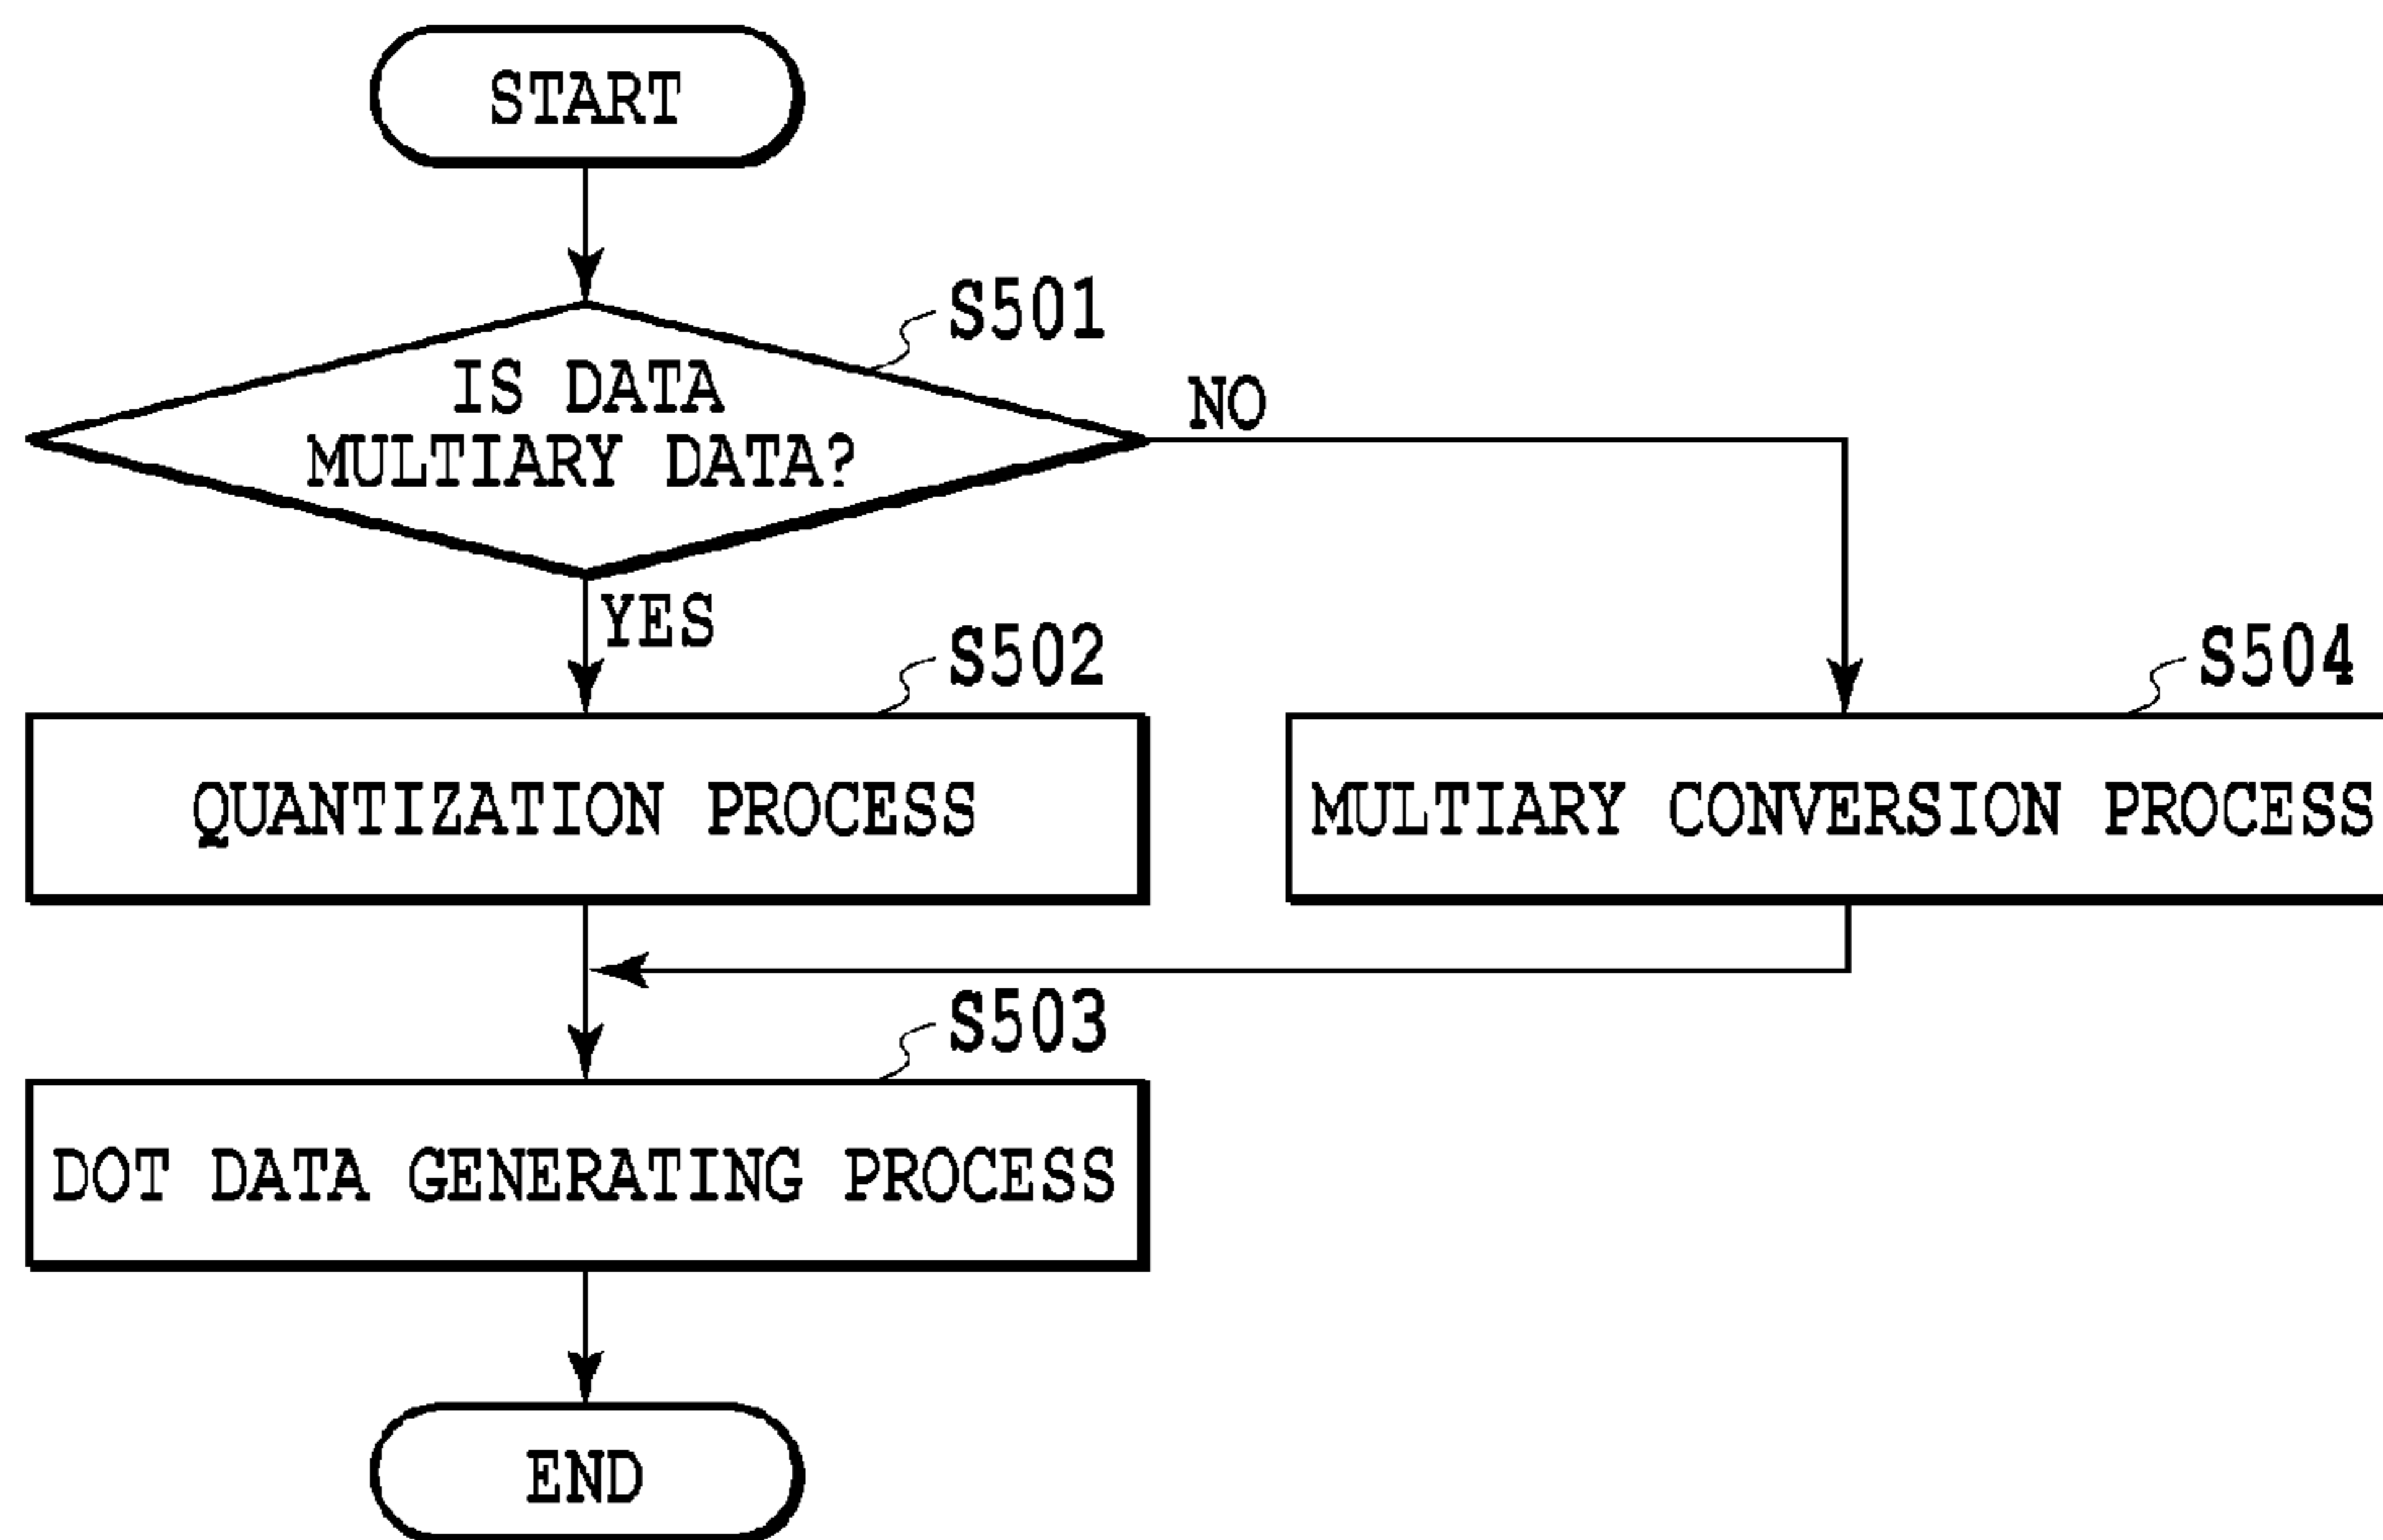 START
S501
IS DATA
MULTIARY DATA?
NO
YES
S502
S504
QUANTIZATION PROCESS
MULTIARY CONVERSION PROCESS
S503
DOT DATA GENERATING PROCESS
END